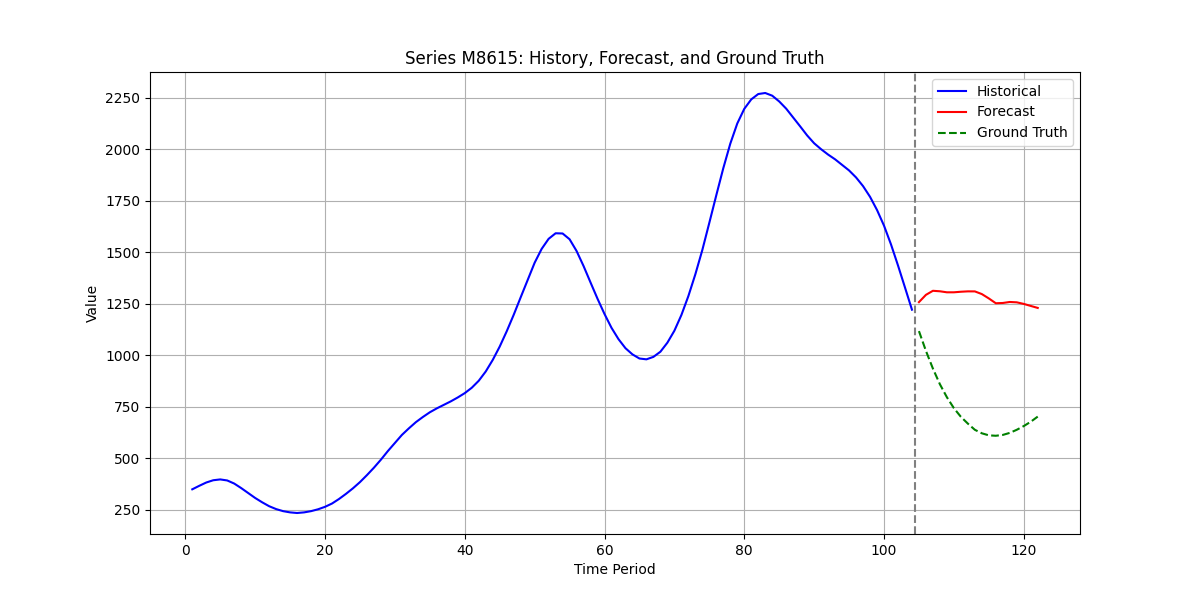 Series M8615: History, Forecast, and Ground Truth
Historical
Forecast
Ground Truth
Value
2250
2000
1750
1500
1250
1000
750
500
250
0 20 40 60 80 100 120
Time Period